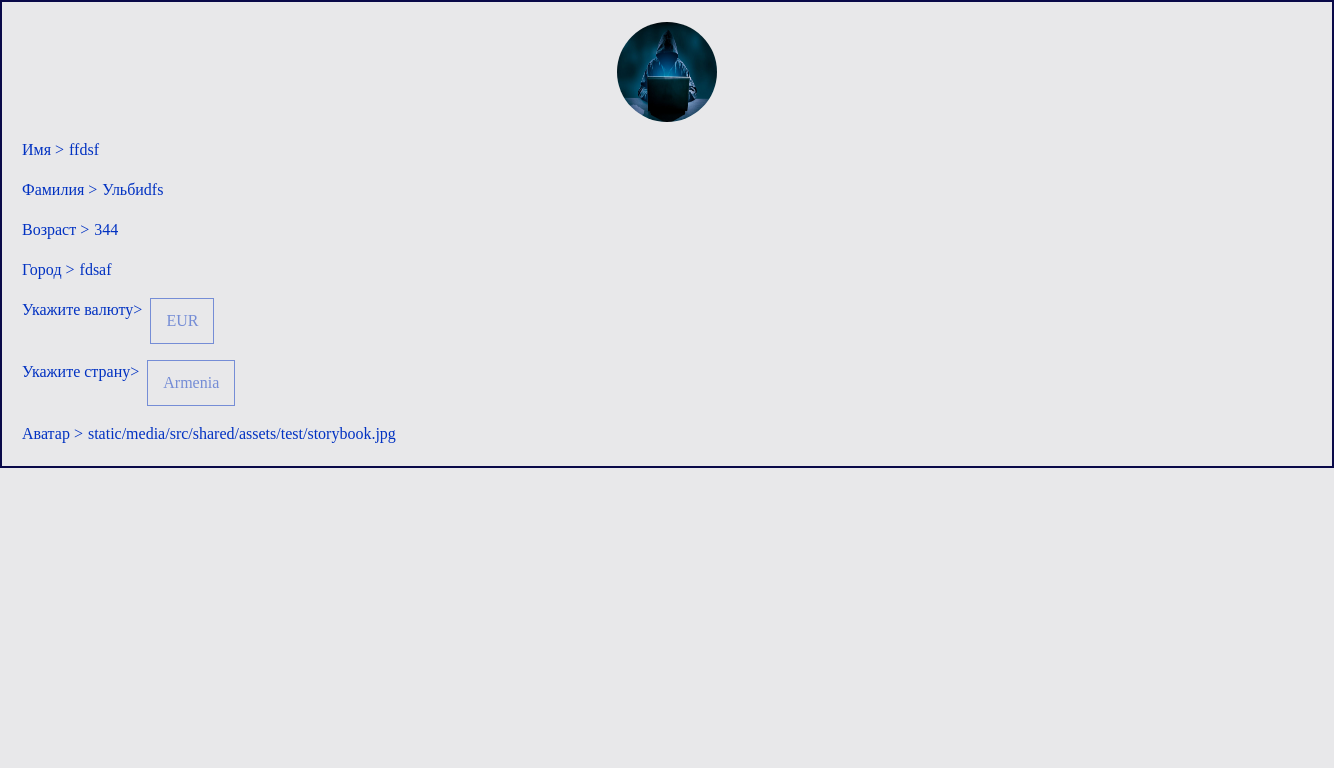 Имя > ffdsf
Фамилия > Ульбиdfs
Возраст > 344
Город > fdsaf
Укажите валюту> EUR
Укажите страну> Armenia
Аватар > static/media/src/shared/assets/test/storybook.jpg